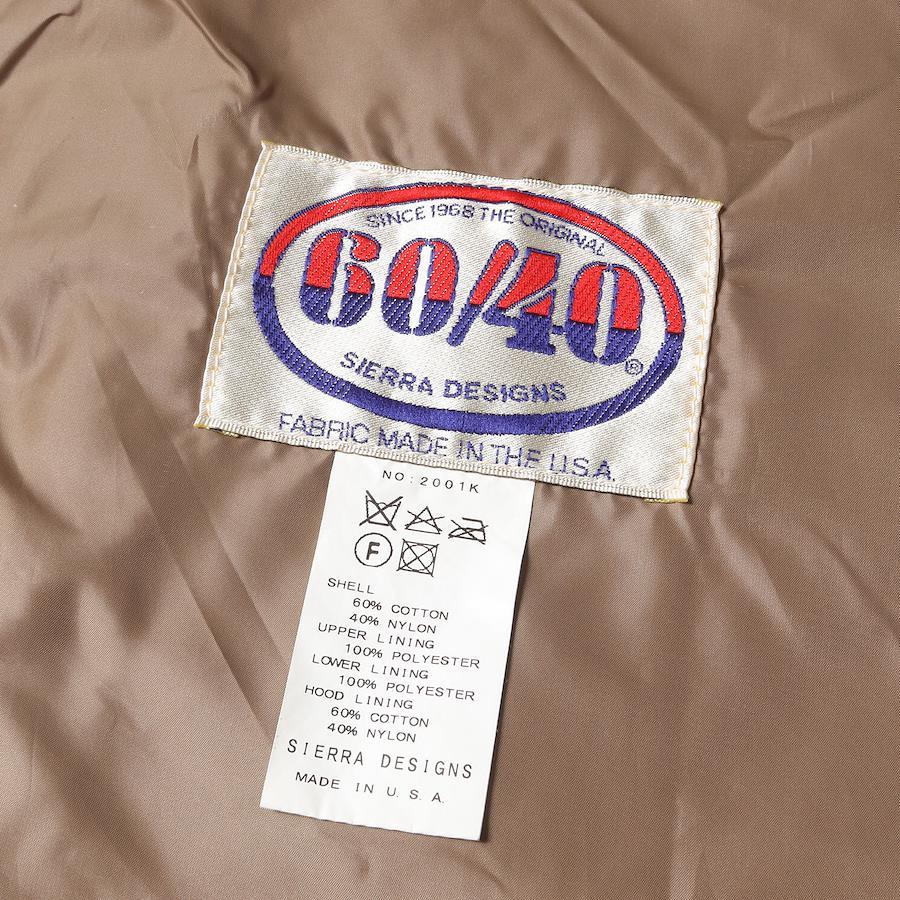 SINCE 1968 THE ORIGINAL
60/40®
SIERRA DESIGNS
FABRIC MADE IN THE U.S.A.
NO:2001K
F
SHELL
60% COTTON
40% NYLON
UPPER LINING
100% POLYESTER
LOWER LINING
100% POLYESTER
HOOD LINING
60% COTTON
40% NYLON
SIERRA DESIGNS
MADE IN U.S.A.